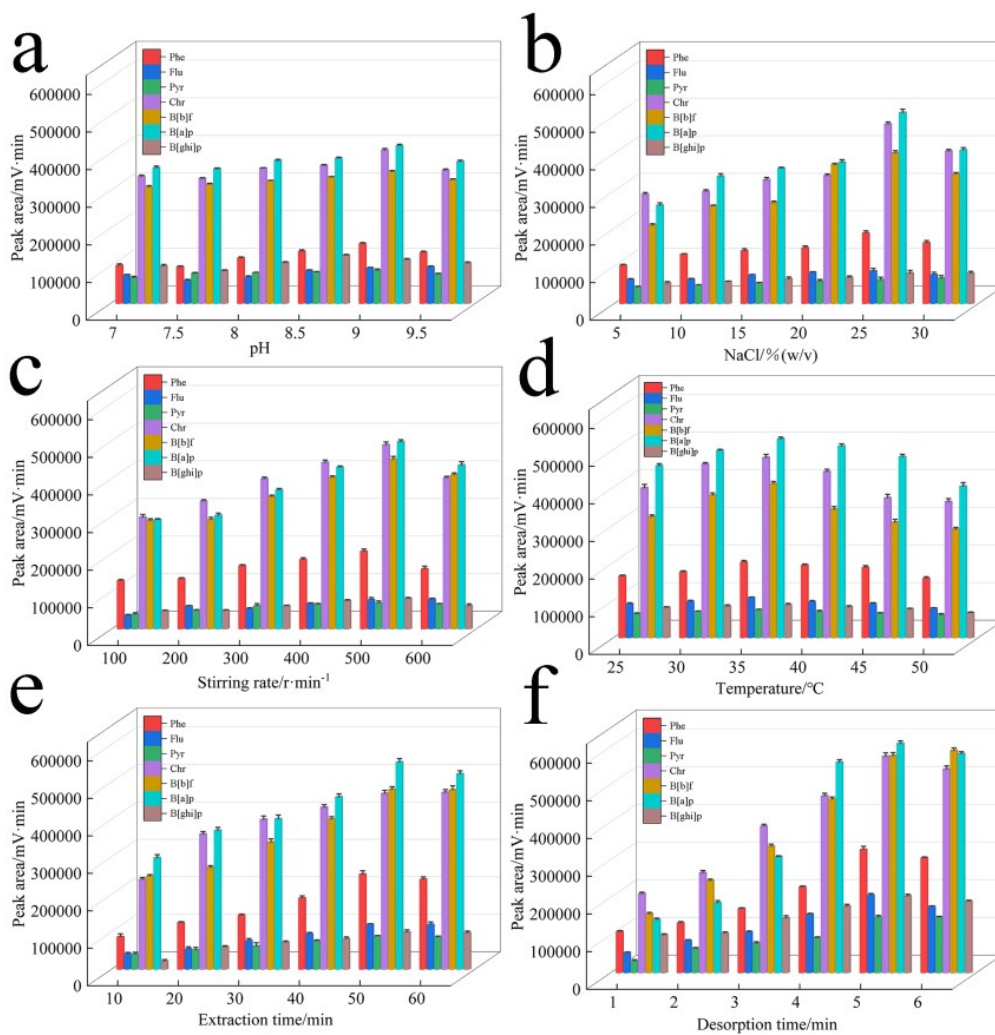 a
Phe
Flu
Pyr
Chr
B[b]f
B[a]p
B[ghi]p
Peak area/mV·min
600000
500000
400000
300000
200000
100000
0
7 7.5 8 8.5 9 9.5
pH
b
Phe
Flu
Pyr
Chr
B[b]f
B[a]p
B[ghi]p
Peak area/mV·min
600000
500000
400000
300000
200000
100000
0
5 10 15 20 25 30
NaCl/%(w/v)
c
Phe
Flu
Pyr
Chr
B[b]f
B[a]p
B[ghi]p
Peak area/mV·min
600000
500000
400000
300000
200000
100000
0
100 200 300 400 500 600
Stirring rate/r·min⁻¹
d
Phe
Flu
Pyr
Chr
B[b]f
B[a]p
B[ghi]p
Peak area/mV·min
600000
500000
400000
300000
200000
100000
0
25 30 35 40 45 50
Temperature/°C
e
Phe
Flu
Pyr
Chr
B[b]f
B[a]p
B[ghi]p
Peak area/mV·min
600000
500000
400000
300000
200000
100000
0
10 20 30 40 50 60
Extraction time/min
f
Phe
Flu
Pyr
Chr
B[b]f
B[a]p
B[ghi]p
Peak area/mV·min
600000
500000
400000
300000
200000
100000
0
1 2 3 4 5 6
Desorption time/min